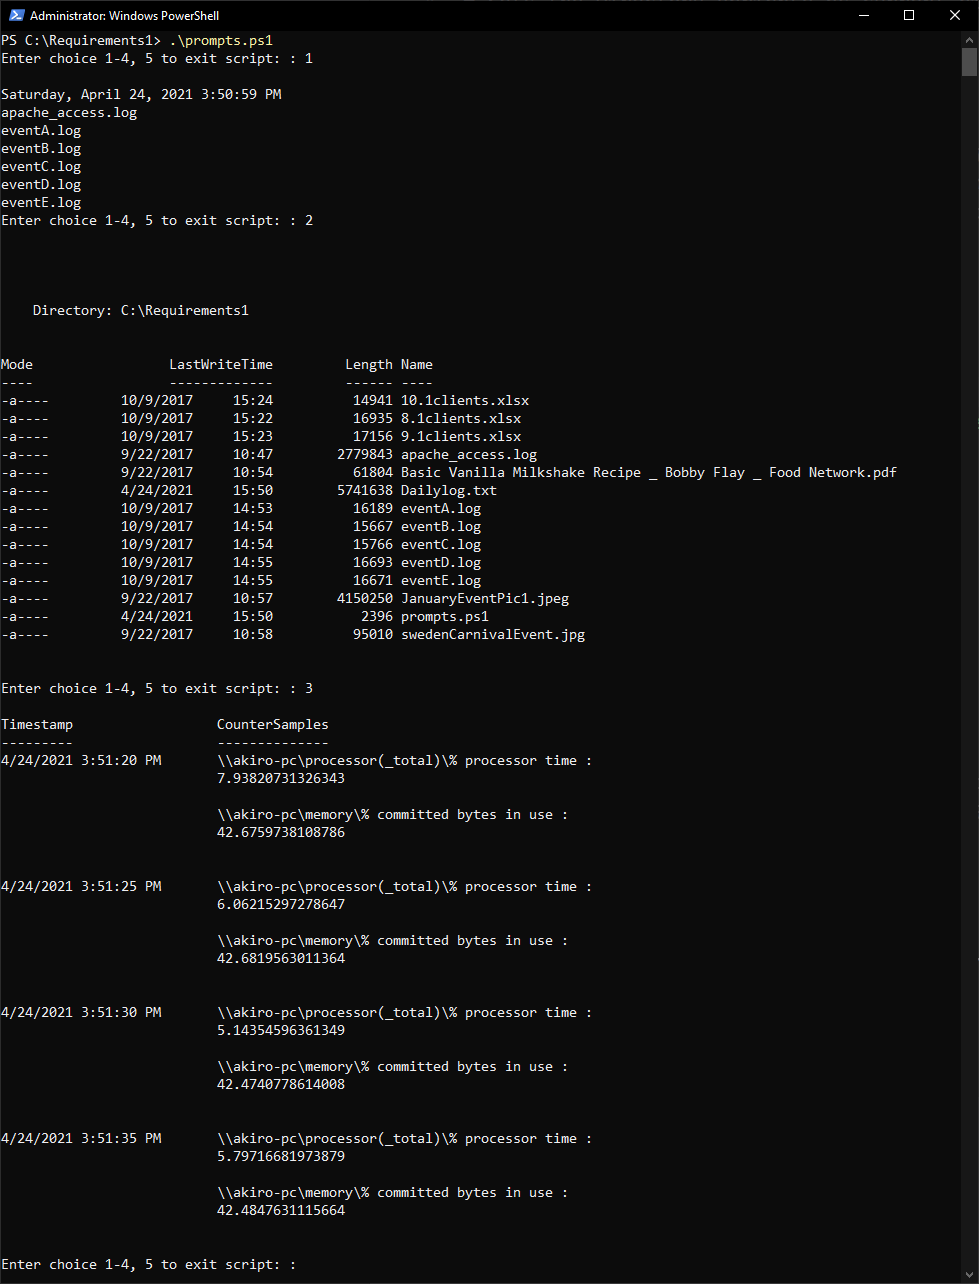 Administrator: Windows PowerShell
PS C:\Requirements1> .\prompts.ps1
Enter choice 1-4, 5 to exit script: : 1
Saturday, April 24, 2021 3:50:59 PM
apache_access.log
eventA.log
eventB.log
eventC.log
eventD.log
eventE.log
Enter choice 1-4, 5 to exit script: : 2
Directory: C:\Requirements1
Mode LastWriteTime Length Name
---- ------------- ------ ----
-a---- 10/9/2017 15:24 14941 10.1clients.xlsx
-a---- 10/9/2017 15:22 16935 8.1clients.xlsx
-a---- 10/9/2017 15:23 17156 9.1clients.xlsx
-a---- 9/22/2017 10:47 2779843 apache_access.log
-a---- 9/22/2017 10:54 61804 Basic Vanilla Milkshake Recipe _ Bobby Flay _ Food Network.pdf
-a---- 4/24/2021 15:50 5741638 Dailylog.txt
-a---- 10/9/2017 14:53 16189 eventA.log
-a---- 10/9/2017 14:54 15667 eventB.log
-a---- 10/9/2017 14:54 15766 eventC.log
-a---- 10/9/2017 14:55 16693 eventD.log
-a---- 10/9/2017 14:55 16671 eventE.log
-a---- 9/22/2017 10:57 4150250 JanuaryEventPic1.jpeg
-a---- 4/24/2021 15:50 2396 prompts.ps1
-a---- 9/22/2017 10:58 95010 swedenCarnivalEvent.jpg
Enter choice 1-4, 5 to exit script: : 3
Timestamp CounterSamples
--------- --------------
4/24/2021 3:51:20 PM \\akiro-pc\processor(_total)\% processor time :
7.93820731326343
\\akiro-pc\memory\% committed bytes in use :
42.6759738108786
4/24/2021 3:51:25 PM \\akiro-pc\processor(_total)\% processor time :
6.06215297278647
\\akiro-pc\memory\% committed bytes in use :
42.6819563011364
4/24/2021 3:51:30 PM \\akiro-pc\processor(_total)\% processor time :
5.14354596361349
\\akiro-pc\memory\% committed bytes in use :
42.4740778614008
4/24/2021 3:51:35 PM \\akiro-pc\processor(_total)\% processor time :
5.79716681973879
\\akiro-pc\memory\% committed bytes in use :
42.4847631115664
Enter choice 1-4, 5 to exit script: :